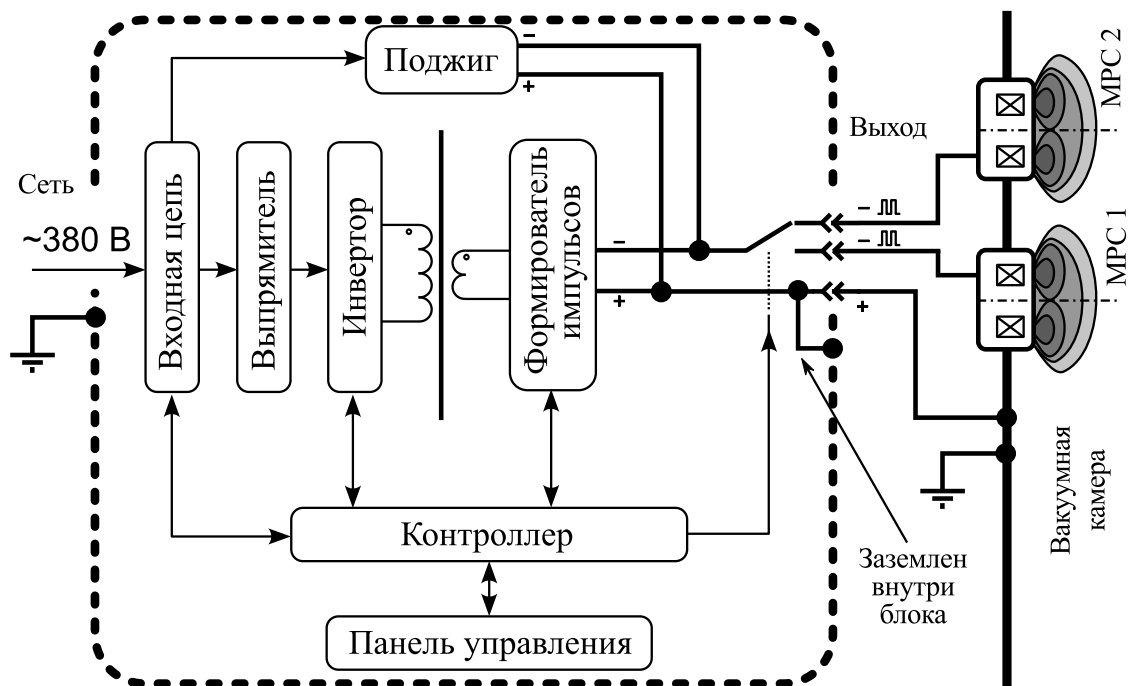 Поджиг
−
+
Сеть
~380 В
Входная цепь
Выпрямитель
Инвертор
Формирователь
импульсов
−
+
Выход
−
−
+
МРС 2
МРС 1
Вакуумная
камера
Контроллер
Заземлен
внутри
блока
Панель управления